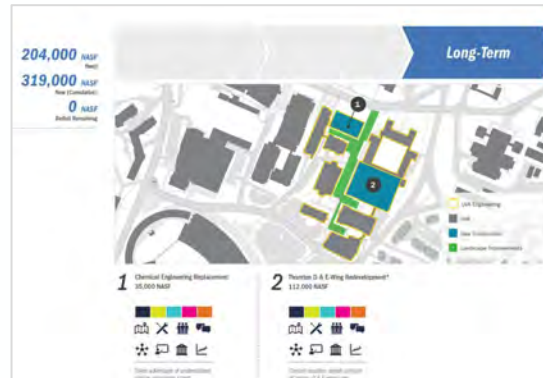 204,000 NASF
Need
319,000 NASF
New (Cumulative)
0 NASF
Deficit Remaining
Long-Term
1
2
UVA Engineering
UVA
New Construction
Landscape Improvements
1 Chemical Engineering Replacement
35,000 NASF
2 Thornton D & E-Wing Redevelopment*
112,000 NASF